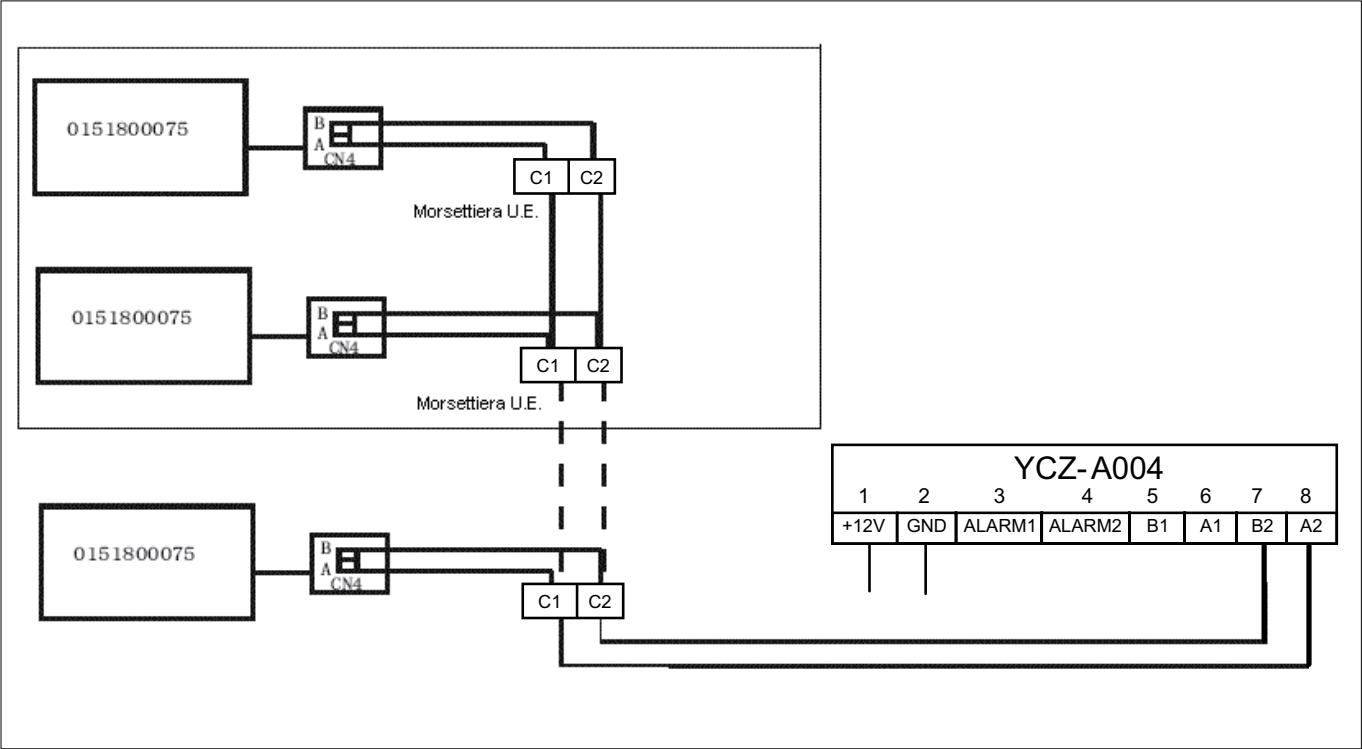 0151800075
B
A
CN4
C1 C2
Morsettiera U.E.
0151800075
B
A
CN4
C1 C2
Morsettiera U.E.
YCZ-A004
1 2 3 4 5 6 7 8
+12V GND ALARM1 ALARM2 B1 A1 B2 A2
0151800075
B
A
CN4
C1 C2